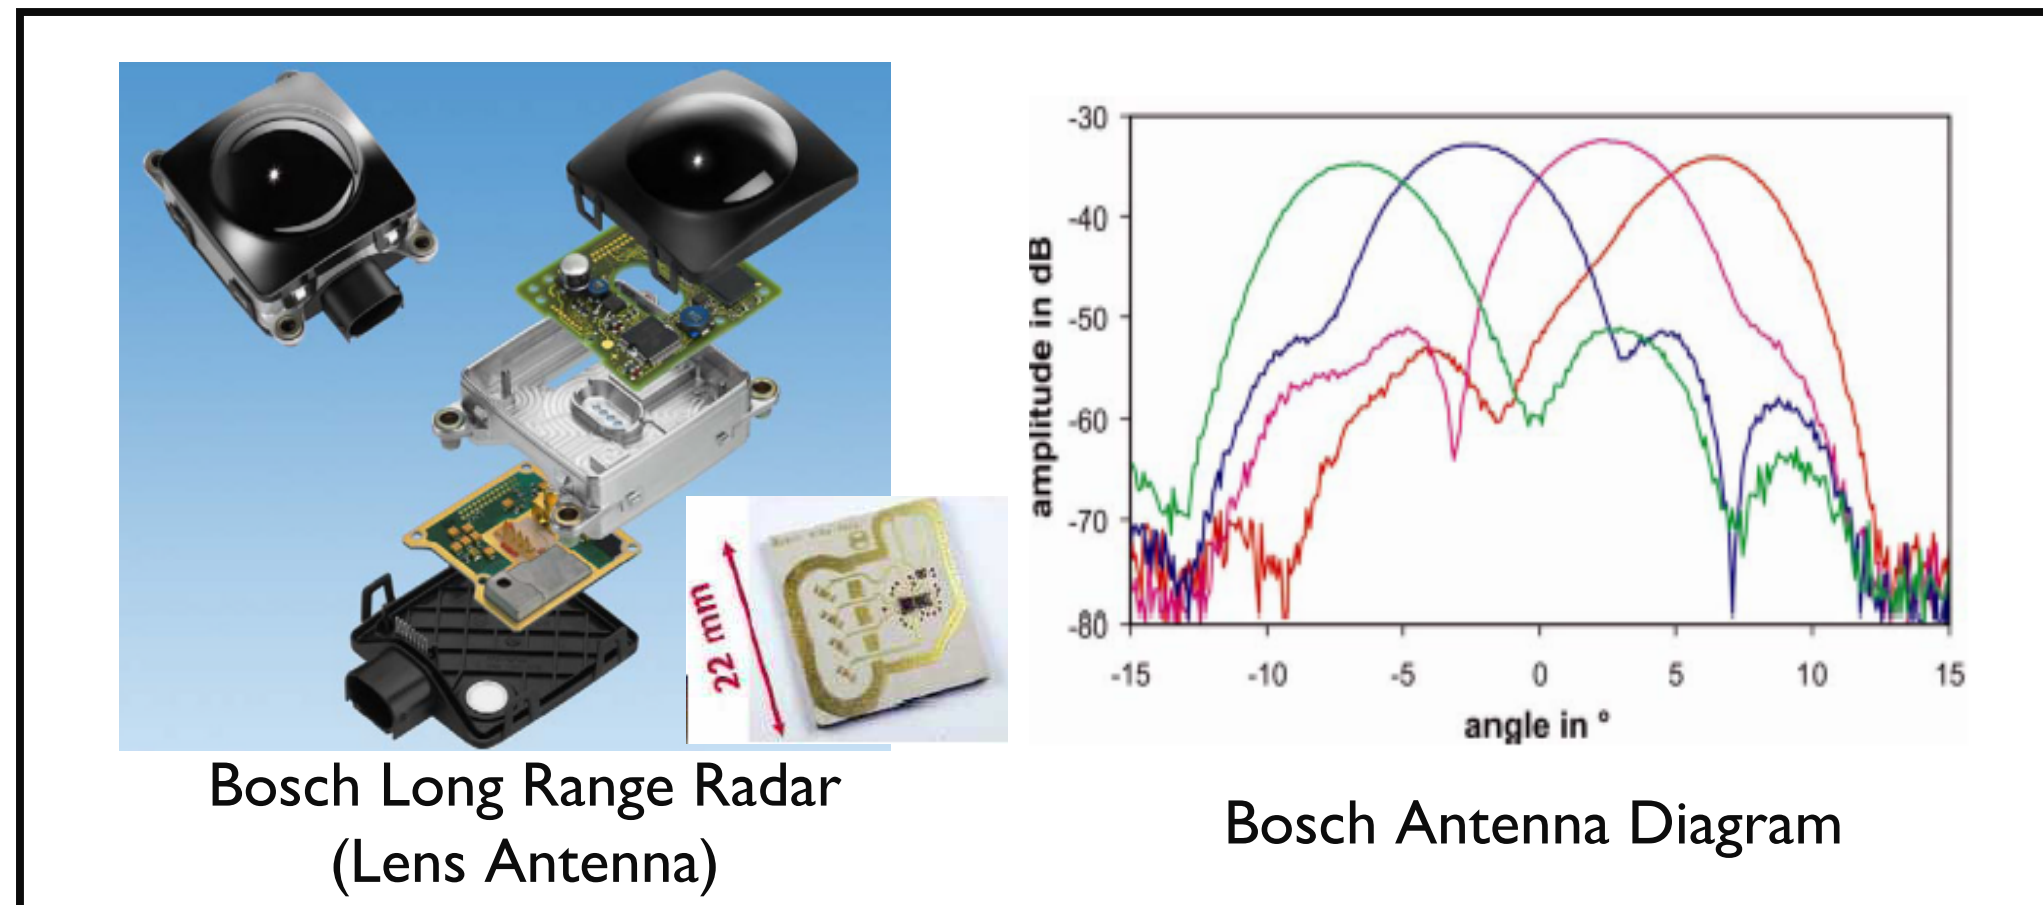 22 mm
Bosch Long Range Radar
(Lens Antenna)
-30
-40
-50
-60
-70
-80
amplitude in dB
-15 -10 -5 0 5 10 15
angle in °
Bosch Antenna Diagram